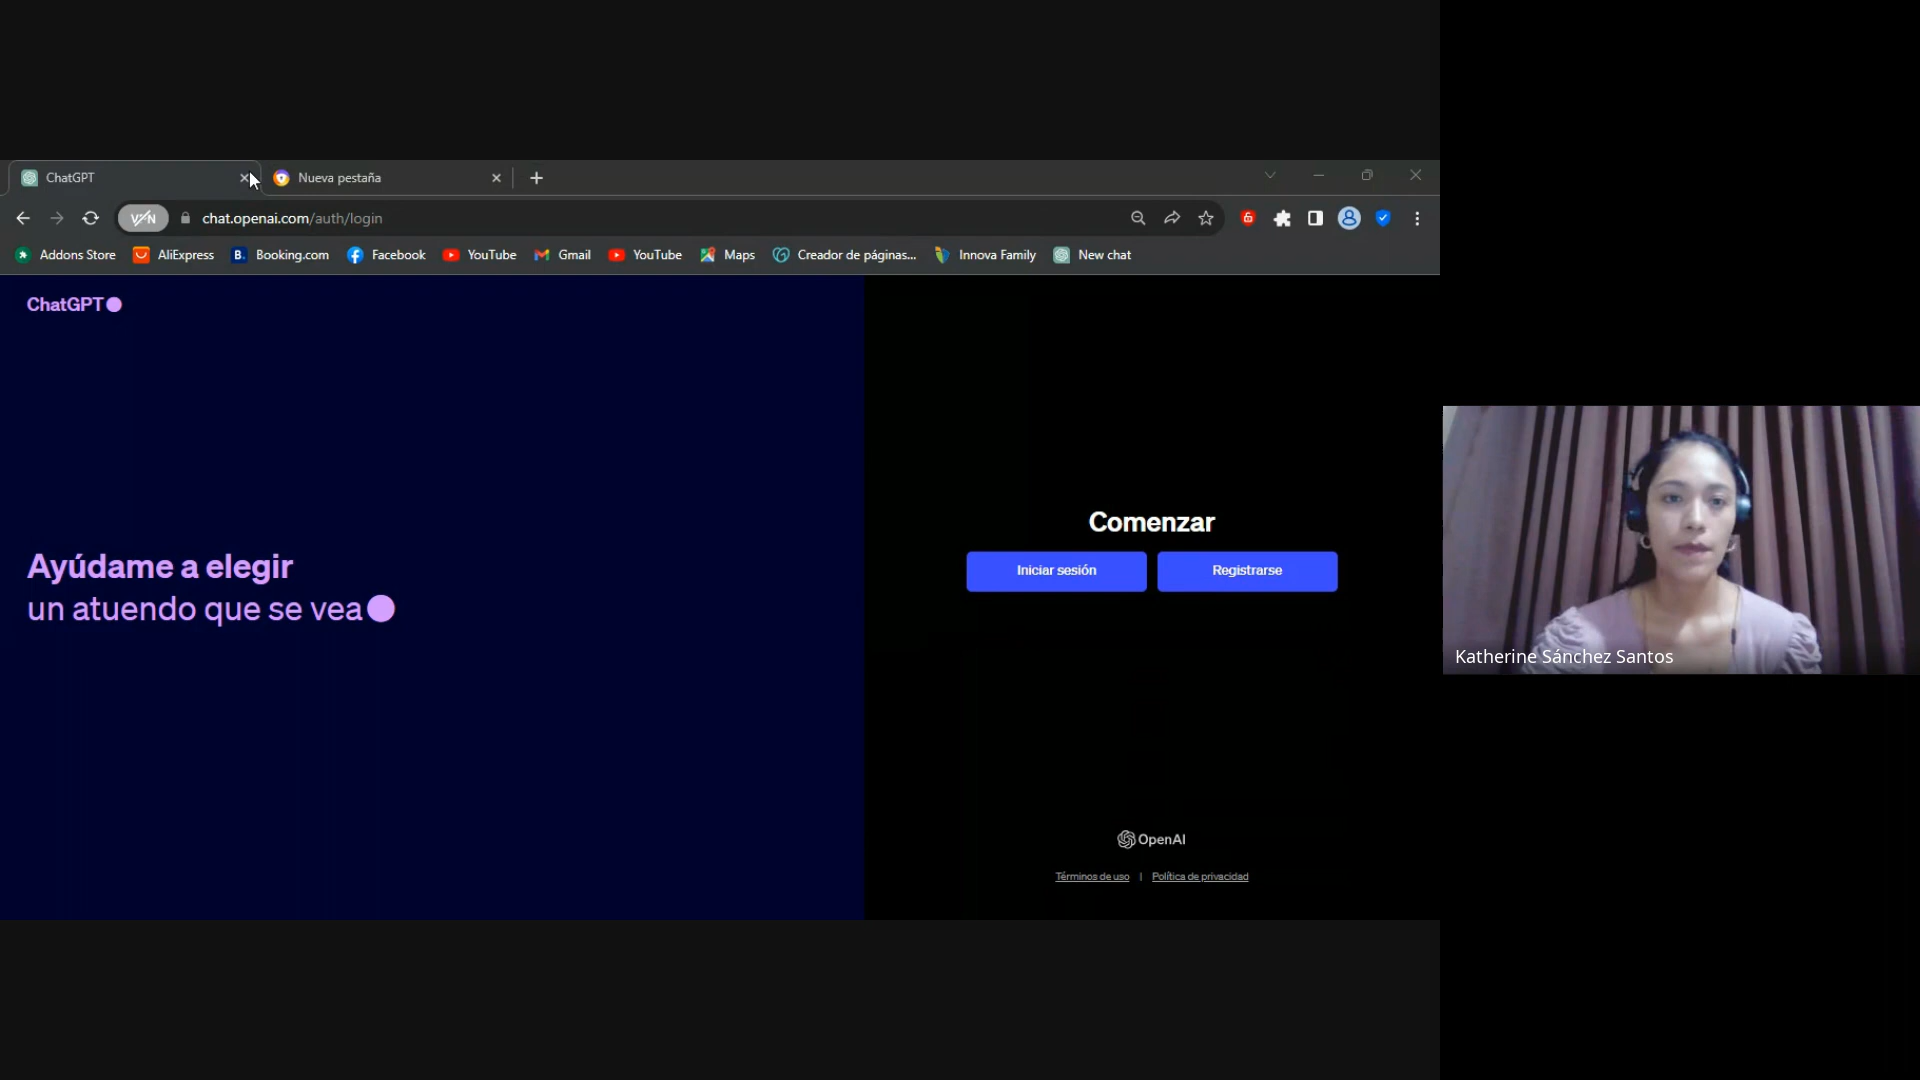 ChatGPT
Nueva pestaña
VPN
chat.openai.com/auth/login
Addons Store
AliExpress
Booking.com
Facebook
YouTube
Gmail
YouTube
Maps
Creador de páginas...
Innova Family
New chat
ChatGPT
Ayúdame a elegir
un atuendo que se vea
Comenzar
Iniciar sesión
Registrarse
OpenAI
Términos de uso | Política de privacidad
Katherine Sánchez Santos